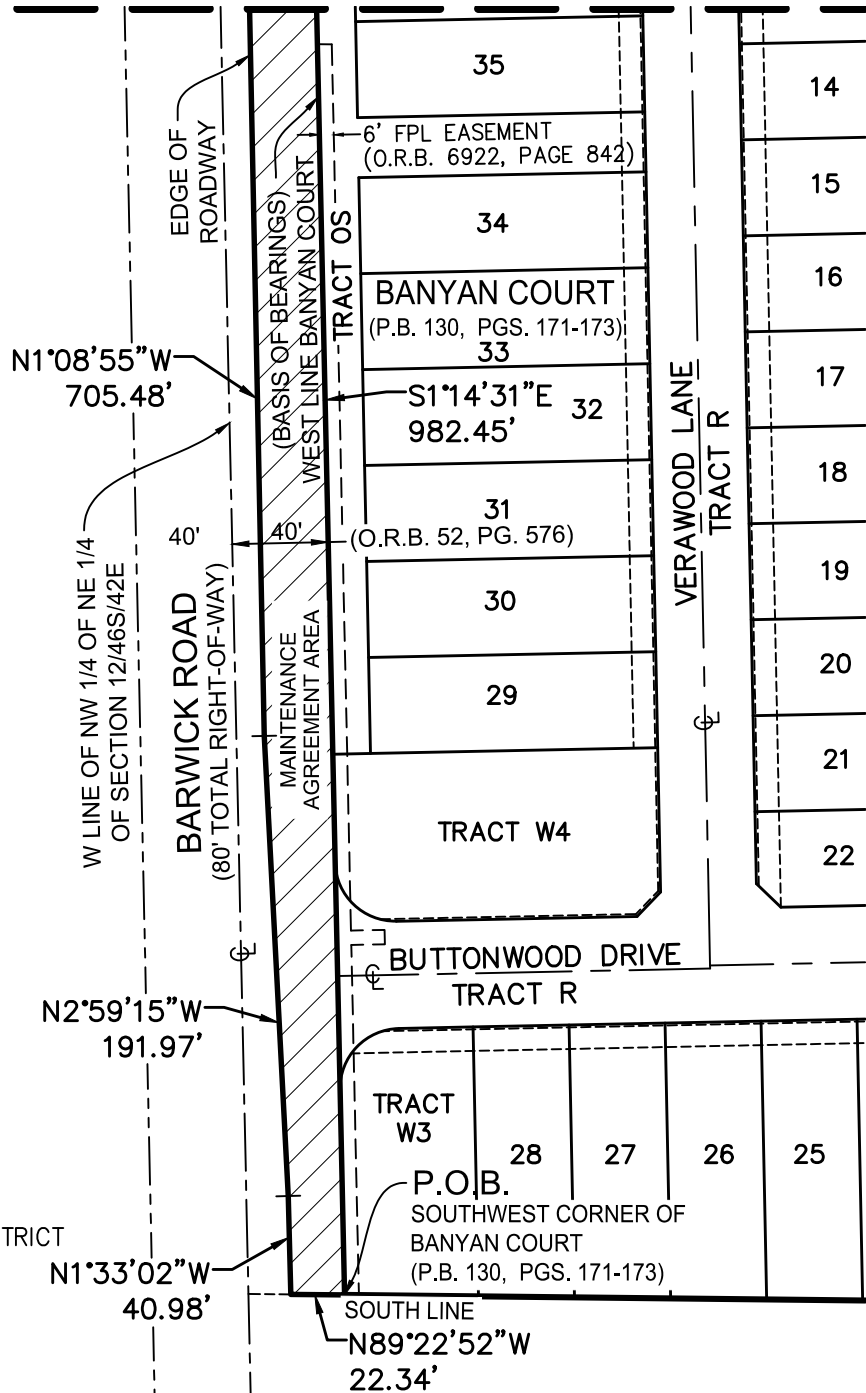 35
14
EDGE OF
ROADWAY
6' FPL EASEMENT
(O.R.B. 6922, PAGE 842)
15
34
(BASIS OF BEARINGS)
WEST LINE BANYAN COURT
TRACT OS
16
BANYAN COURT
(P.B. 130, PGS. 171-173)
33
N1°08'55"W
705.48'
S1°14'31"E
982.45'
32
17
VERAWOOD LANE
TRACT R
18
31
40'
40'
(O.R.B. 52, PG. 576)
W LINE OF NW 1/4 OF NE 1/4
OF SECTION 12/46S/42E
BARWICK ROAD
(80' TOTAL RIGHT-OF-WAY)
19
30
MAINTENANCE
AGREEMENT AREA
20
29
℄
21
TRACT W4
22
℄
BUTTONWOOD DRIVE
℄
TRACT R
N2°59'15"W
191.97'
TRACT
W3
28
27
26
25
P.O.B.
SOUTHWEST CORNER OF
BANYAN COURT
(P.B. 130, PGS. 171-173)
TRICT
N1°33'02"W
40.98'
SOUTH LINE
N89°22'52"W
22.34'